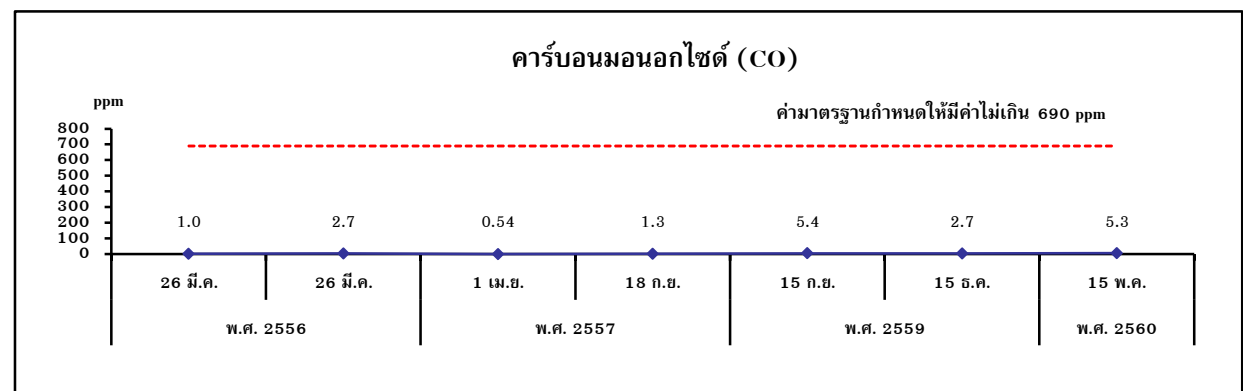 คาร์บอนมอนอกไซด์ (CO)
ppm
ค่ามาตรฐานกำหนดให้มีค่าไม่เกิน 690 ppm
800
700
600
500
400
300
200
100
0
1.0 2.7 0.54 1.3 5.4 2.7 5.3
26 มี.ค. 26 มี.ค. 1 เม.ย. 18 ก.ย. 15 ก.ย. 15 ธ.ค. 15 พ.ค.
พ.ศ. 2556 พ.ศ. 2557 พ.ศ. 2559 พ.ศ. 2560